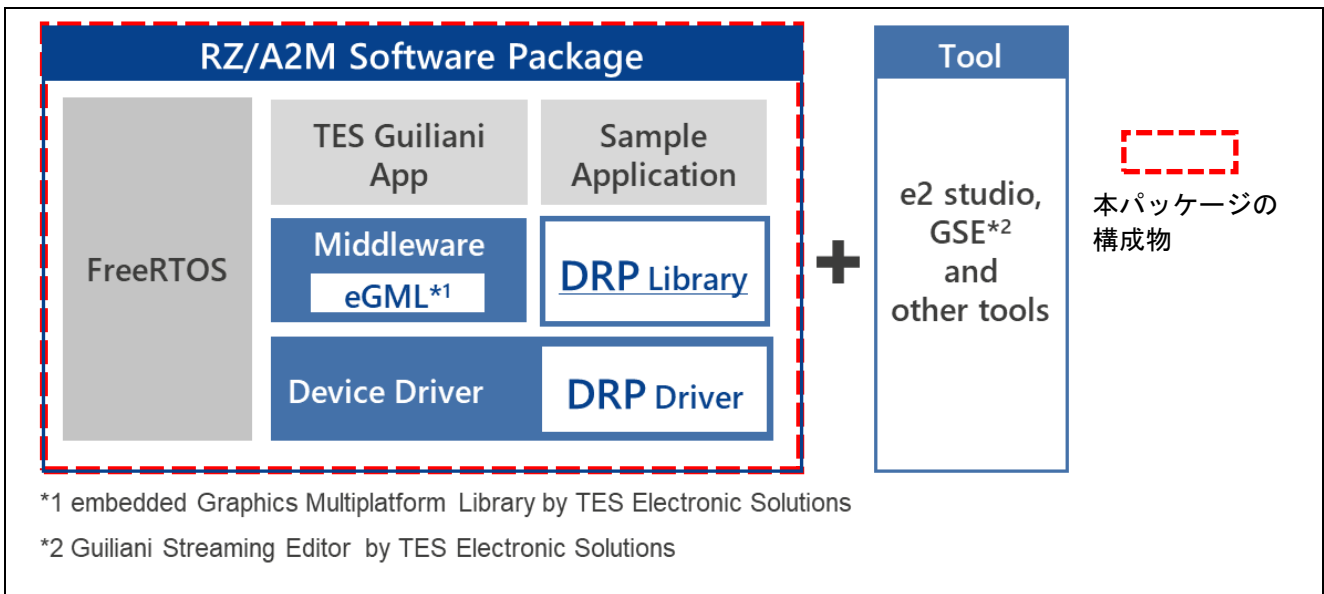 RZ/A2M Software Package
FreeRTOS
TES Guiliani
App
Sample
Application
Middleware
eGML*1
DRP Library
Device Driver
DRP Driver
+
Tool
e2 studio,
GSE*2
and
other tools
本パッケージの
構成物
*1 embedded Graphics Multiplatform Library by TES Electronic Solutions
*2 Guiliani Streaming Editor by TES Electronic Solutions